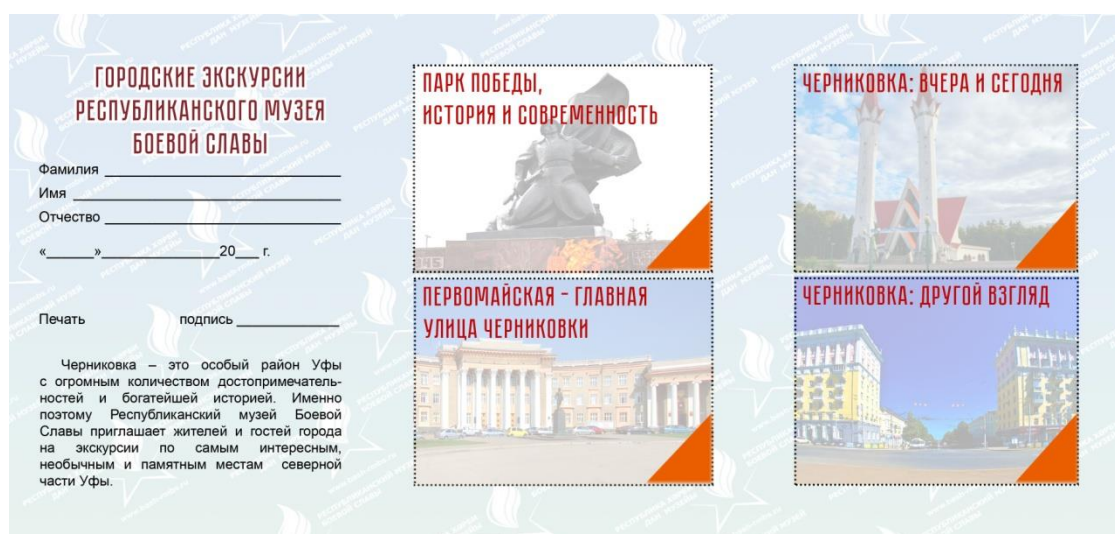 ГОРОДСКИЕ ЭКСКУРСИИ
РЕСПУБЛИКАНСКОГО МУЗЕЯ
БОЕВОЙ СЛАВЫ
Фамилия
Имя
Отчество
«______»______________20___ г.
Печать подпись
Черниковка – это особый район Уфы
с огромным количеством достопримечатель-
ностей и богатейшей историей. Именно
поэтому Республиканский музей Боевой
Славы приглашает жителей и гостей города
на экскурсии по самым интересным,
необычным и памятным местам северной
части Уфы.
ПАРК ПОБЕДЫ,
ИСТОРИЯ И СОВРЕМЕННОСТЬ
ПЕРВОМАЙСКАЯ - ГЛАВНАЯ
УЛИЦА ЧЕРНИКОВКИ
ЧЕРНИКОВКА: ВЧЕРА И СЕГОДНЯ
ЧЕРНИКОВКА: ДРУГОЙ ВЗГЛЯД